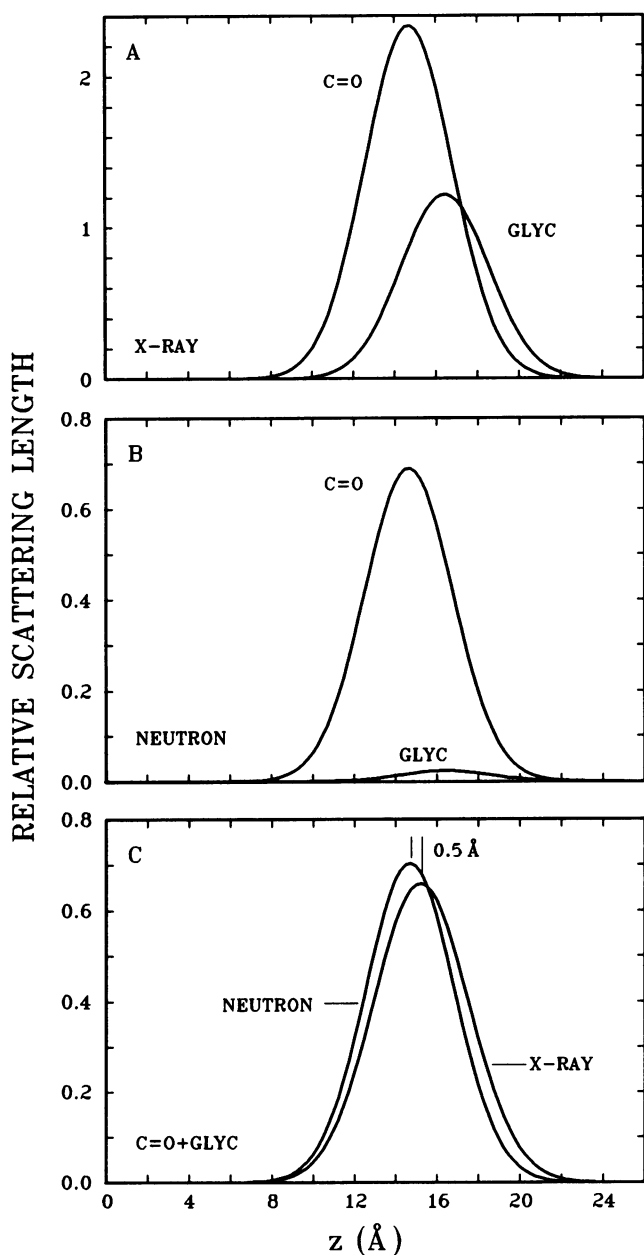 RELATIVE SCATTERING LENGTH
A
C=O
GLYC
X-RAY
2
1
0
B
C=O
GLYC
NEUTRON
0.8
0.6
0.4
0.2
0.0
C
0.5 Å
NEUTRON
X-RAY
C=O+GLYC
0.8
0.6
0.4
0.2
0.0
0 4 8 12 16 20 24
z (Å)